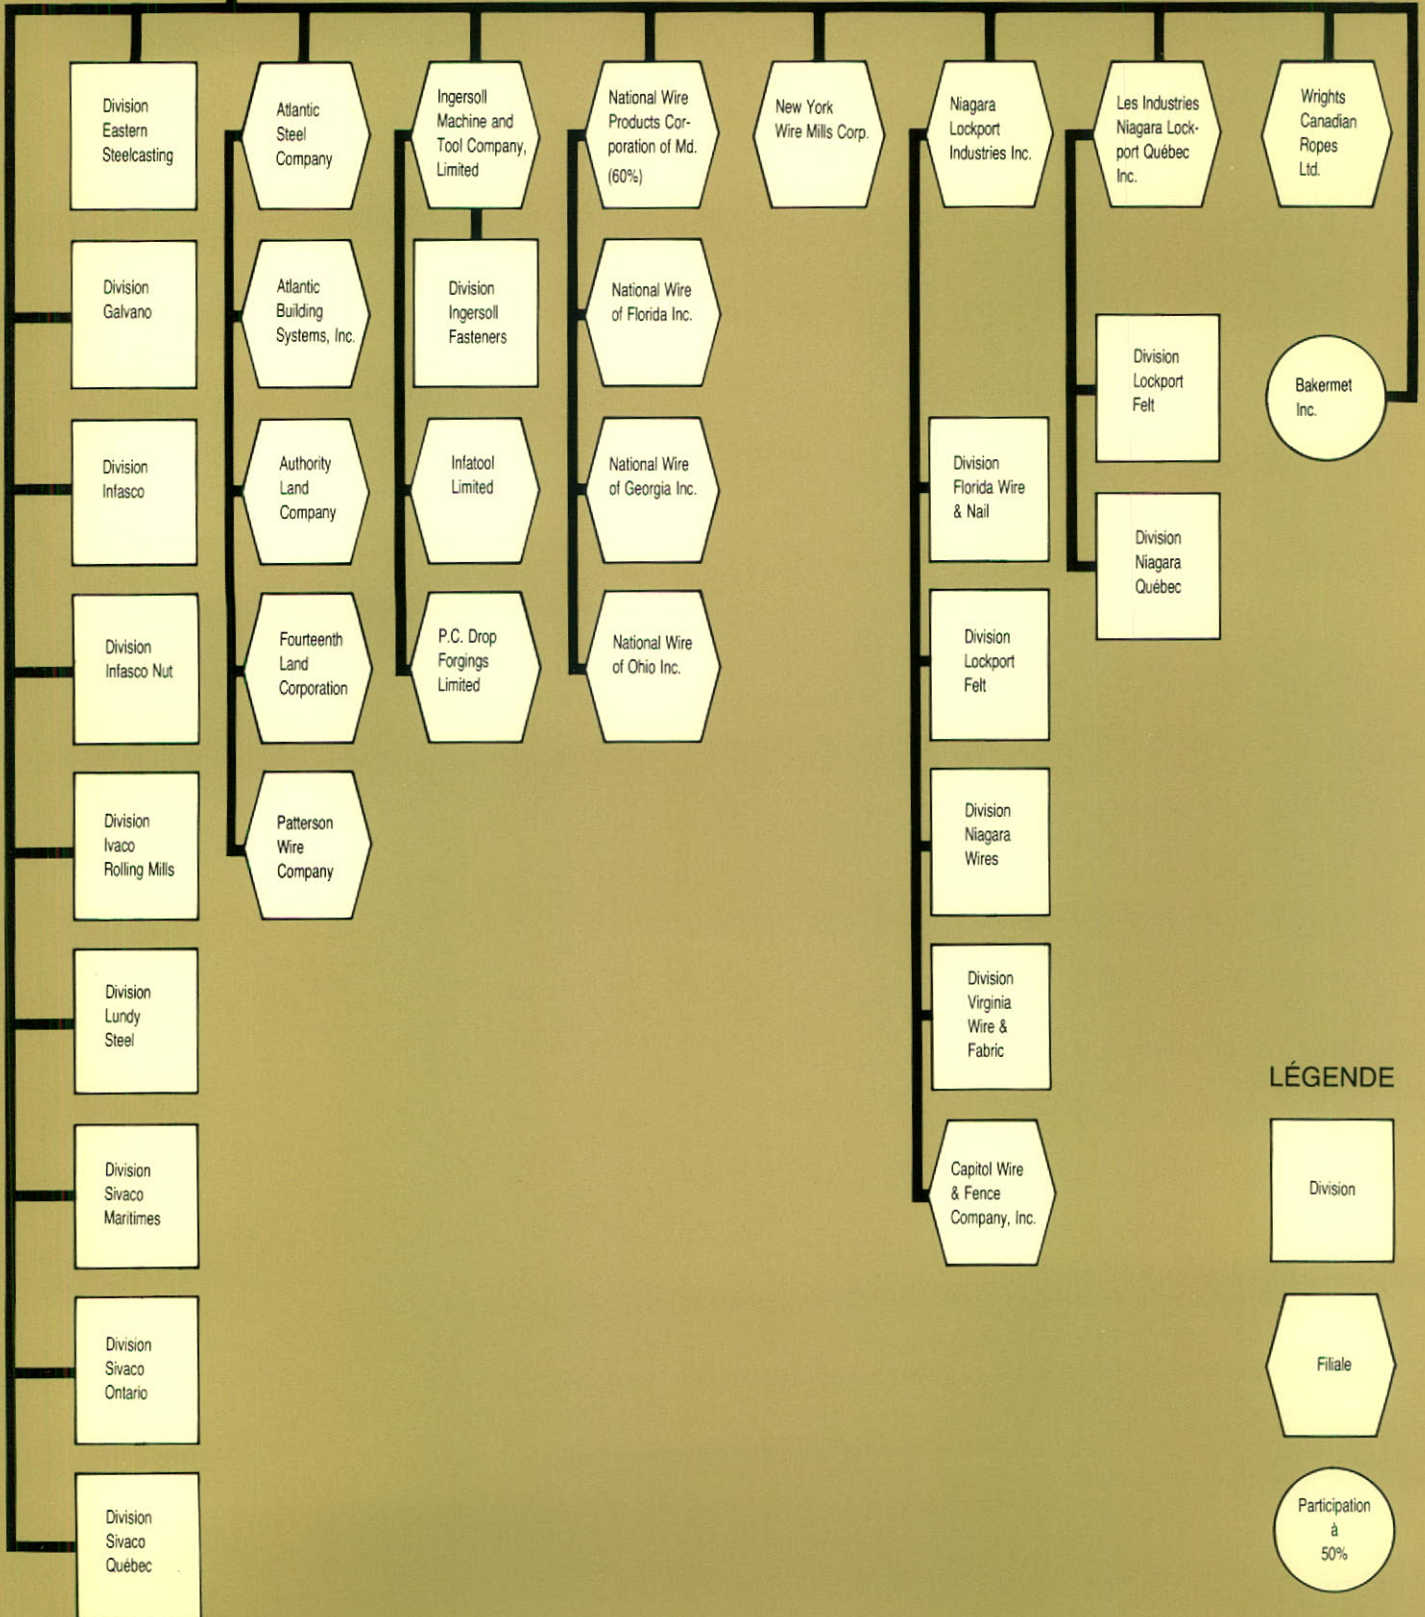 Division
Eastern
Steelcasting
Atlantic
Steel
Company
Ingersoll
Machine and
Tool Company,
Limited
National Wire
Products Cor-
poration of Md.
(60%)
New York
Wire Mills Corp.
Niagara
Lockport
Industries Inc.
Les Industries
Niagara Lock-
port Québec
Inc.
Wrights
Canadian
Ropes
Ltd.
Division
Galvano
Atlantic
Building
Systems, Inc.
Division
Ingersoll
Fasteners
National Wire
of Florida Inc.
Division
Lockport
Felt
Bakermet
Inc.
Division
Infasco
Authority
Land
Company
Infatool
Limited
National Wire
of Georgia Inc.
Division
Florida Wire
& Nail
Division
Niagara
Québec
Division
Infasco Nut
Fourteenth
Land
Corporation
P.C. Drop
Forgings
Limited
National Wire
of Ohio Inc.
Division
Lockport
Felt
Division
Ivaco
Rolling Mills
Patterson
Wire
Company
Division
Niagara
Wires
Division
Lundy
Steel
Division
Virginia
Wire &
Fabric
Division
Sivaco
Maritimes
Capitol Wire
& Fence
Company, Inc.
Division
Sivaco
Ontario
Division
Sivaco
Québec
LÉGENDE
Division
Filiale
Participation
à
50%